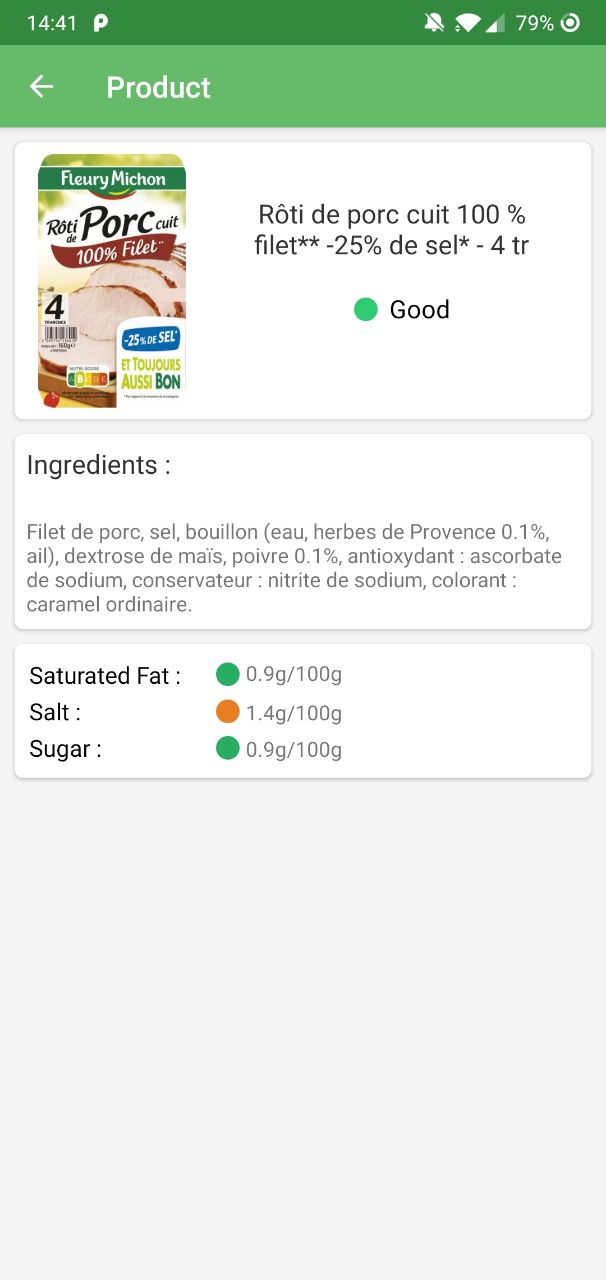 14:41
79%
Product
Fleury Michon
Rôti
de
Porc cuit
100% Filet**
4
TRANCHES
160g
-25% DE SEL*
ET TOUJOURS
AUSSI BON
NUTRI-SCORE
A B C D E
Rôti de porc cuit 100 %
filet** -25% de sel* - 4 tr
Good
Ingredients :
Filet de porc, sel, bouillon (eau, herbes de Provence 0.1%,
ail), dextrose de maïs, poivre 0.1%, antioxydant : ascorbate
de sodium, conservateur : nitrite de sodium, colorant :
caramel ordinaire.
Saturated Fat : 0.9g/100g
Salt : 1.4g/100g
Sugar : 0.9g/100g